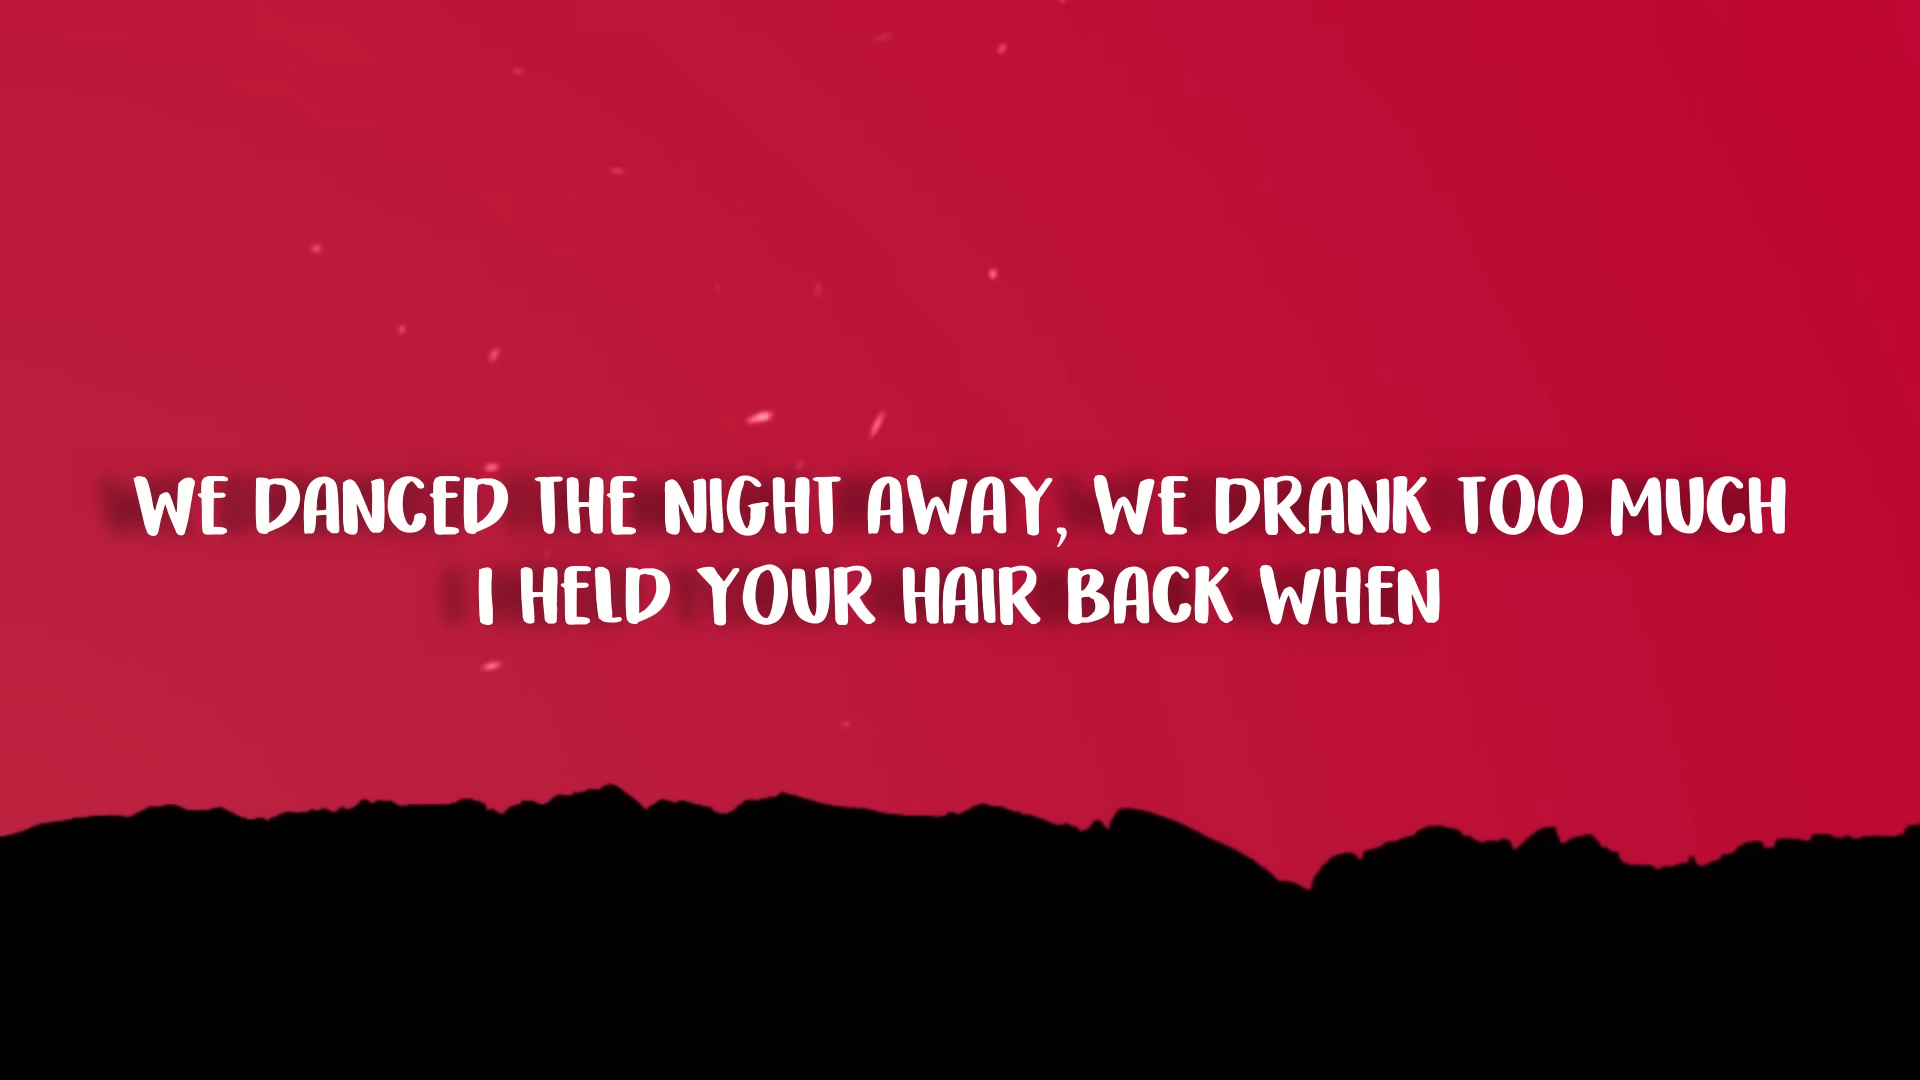 WE DANCED THE NIGHT AWAY, WE DRANK TOO MUCH
I HELD YOUR HAIR BACK WHEN